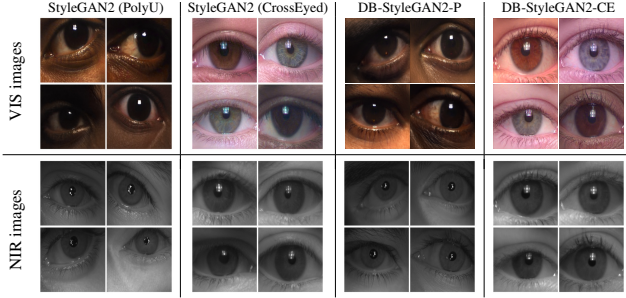 StyleGAN2 (PolyU) StyleGAN2 (CrossEyed) DB-StyleGAN2-P DB-StyleGAN2-CE
VIS images
NIR images